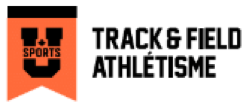 U
SPORTS
TRACK & FIELD
ATHLÉTISME